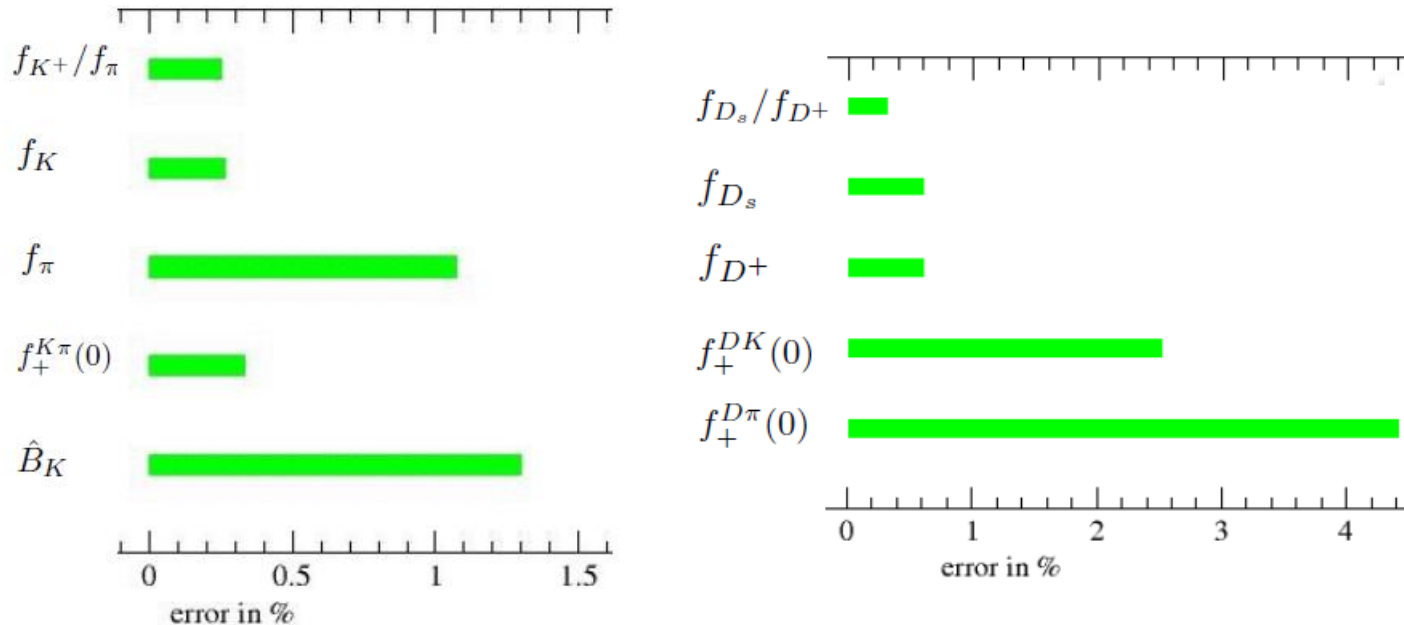 f_{K^+}/f_π
f_K
f_π
f_+^{Kπ}(0)
B̂_K
0 0.5 1 1.5
error in %
f_{D_s}/f_{D^+}
f_{D_s}
f_{D^+}
f_+^{DK}(0)
f_+^{Dπ}(0)
0 1 2 3 4
error in %